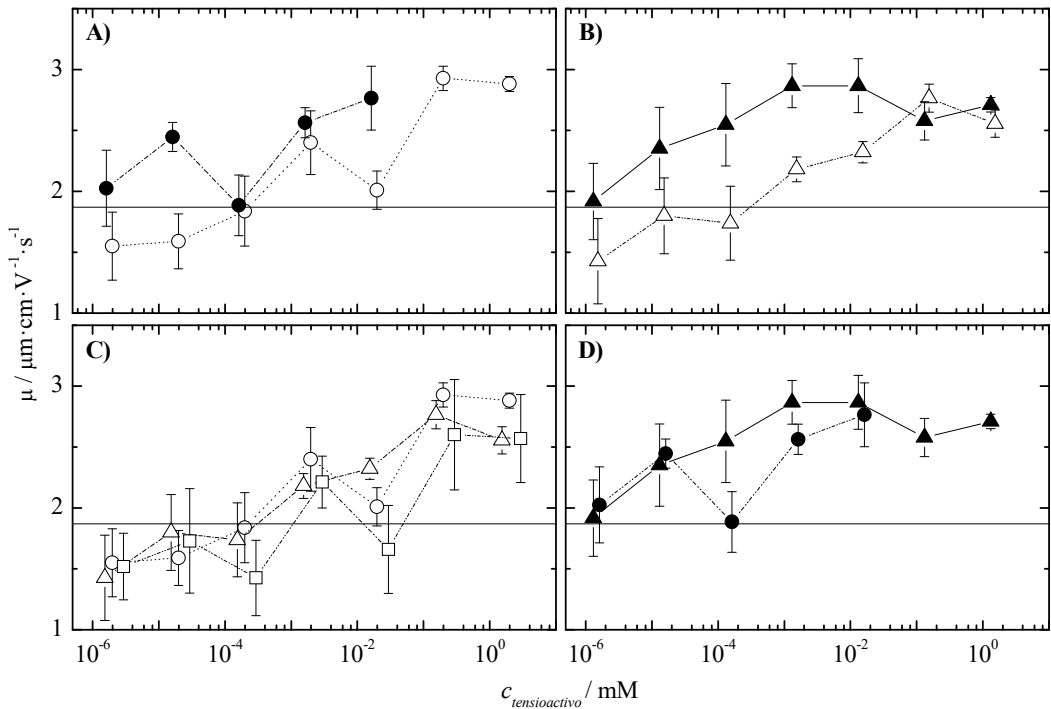 A)
B)
3
2
1
C)
D)
3
2
1
10⁻⁶ 10⁻⁴ 10⁻² 10⁰ 10⁻⁶ 10⁻⁴ 10⁻² 10⁰
μ / μm·cm·V⁻¹·s⁻¹
c tensioactivo / mM